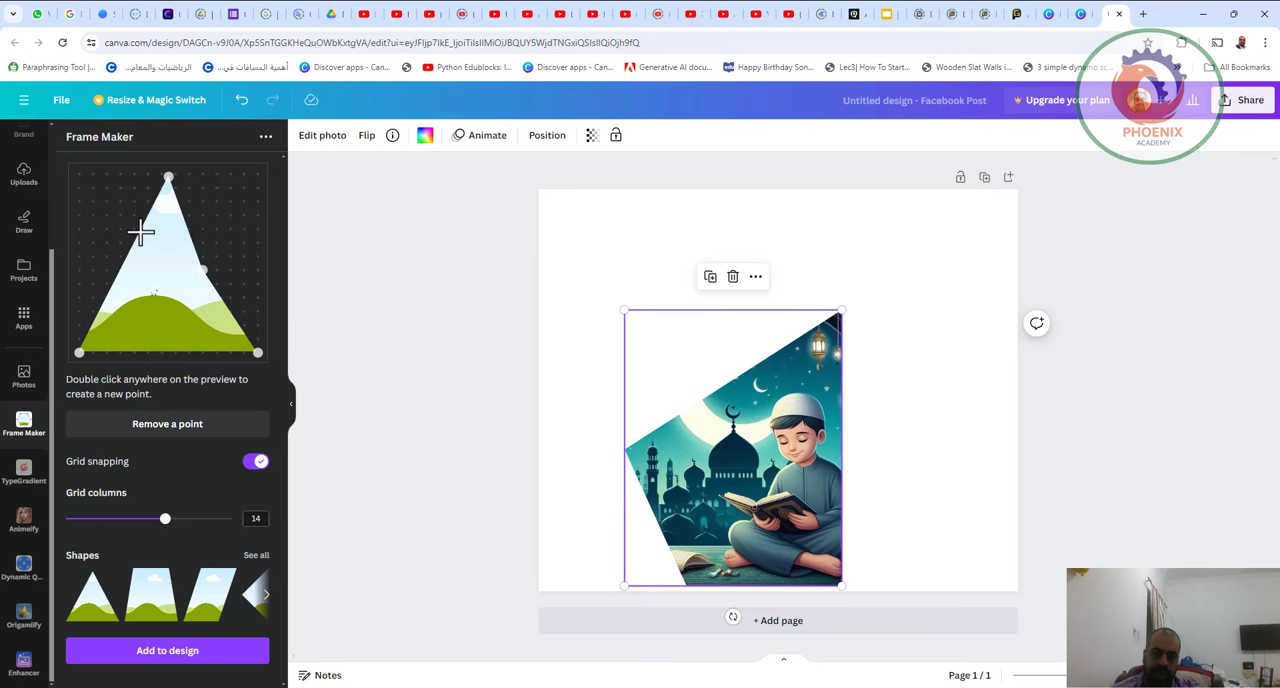 canva.com/design/DAGCn-v9J0A/Xp5SnTGGKHeQuOWbKxtgVA/edit?ui=eyJFIjp7IkE_IjoiTiIsIlMiOiJBQUY5WjdTNGxiQSIsIlQiOjh9fQ
Paraphrasing Tool |...
الرياضيات والمعام...
أهمية المسافات في...
Discover apps - Can...
Python Edublocks: I...
Discover apps - Can...
Generative AI docu...
Happy Birthday Son...
Lec3| How To Start...
Wooden Slat Walls i...
3 simple dynamo sc...
All Bookmarks
File
Resize & Magic Switch
Untitled design - Facebook Post
Upgrade your plan
Share
PHOENIX
ACADEMY
Brand
Uploads
Draw
Projects
Apps
Photos
Frame Maker
TypeGradient
Animeify
Dynamic Q...
Origamiify
Enhancer
Frame Maker
Double click anywhere on the preview to
create a new point.
Remove a point
Grid snapping
Grid columns
14
Shapes
See all
Add to design
Edit photo
Flip
Animate
Position
+ Add page
Notes
Page 1 / 1